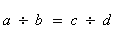 a ÷ b = c ÷ d